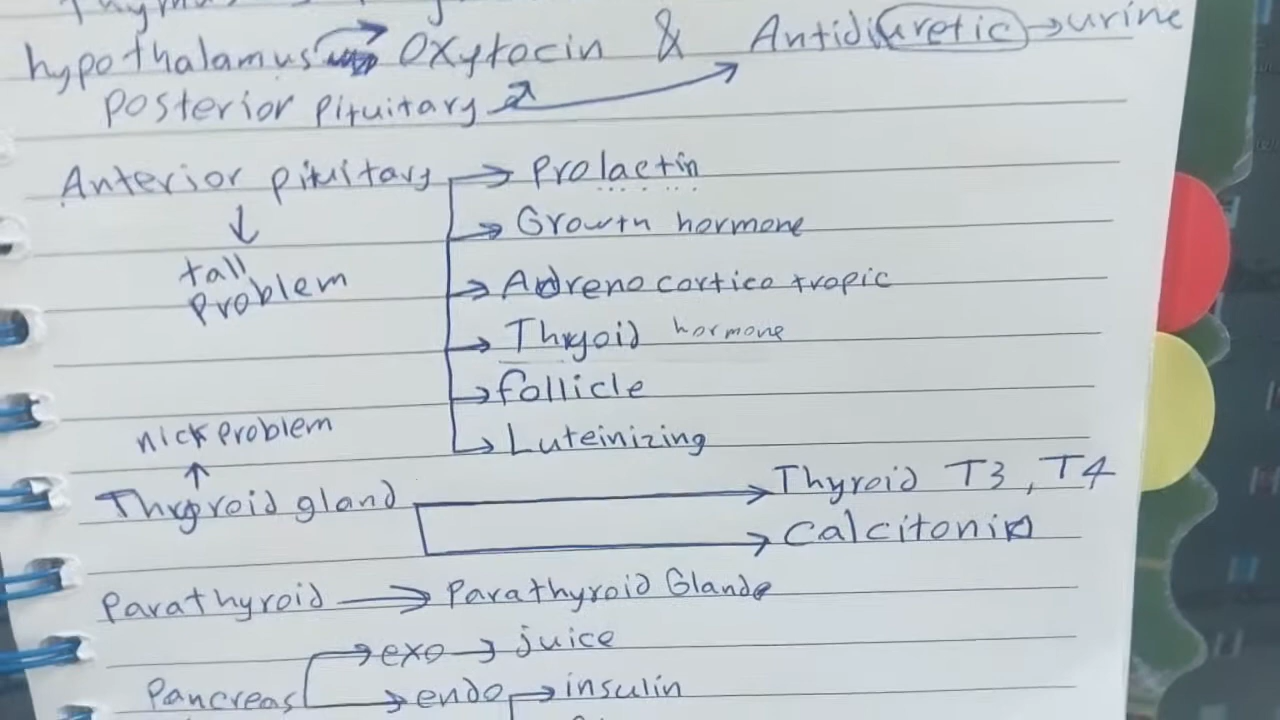 hypothalamus → Oxytocin & Antidiuretic → urine
posterior pituitary
Anterior pituitary → Prolactin
→ Growth hormone
tall
problem
→ Adreno cortico tropic
→ Thyroid hormone
→ follicle
nick problem
→ Luteinizing
Thyroid gland → Thyroid T3, T4
→ Calcitonin
Parathyroid → Parathyroid Gland
Pancreas → exo → juice
→ endo → insulin